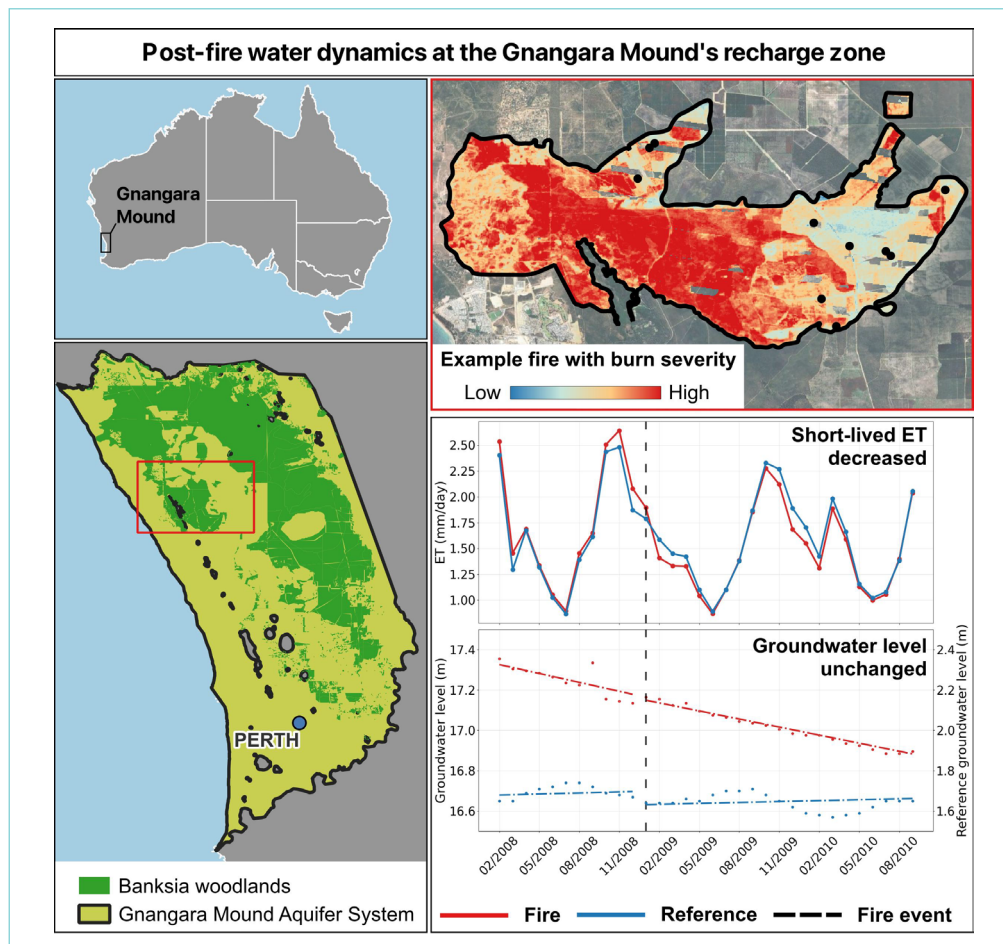 Post-fire water dynamics at the Gnangara Mound's recharge zone
Gnangara
Mound
Example fire with burn severity
Low High
PERTH
Banksia woodlands
Gnangara Mound Aquifer System
Short-lived ET
decreased
ET (mm/day)
2.50
2.25
2.00
1.75
1.50
1.25
1.00
Groundwater level
unchanged
Groundwater level (m)
17.4
17.2
17.0
16.8
16.6
Reference groundwater level (m)
2.4
2.2
2.0
1.8
1.6
02/2008
05/2008
08/2008
11/2008
02/2009
05/2009
08/2009
11/2009
02/2010
05/2010
08/2010
Fire Reference Fire event